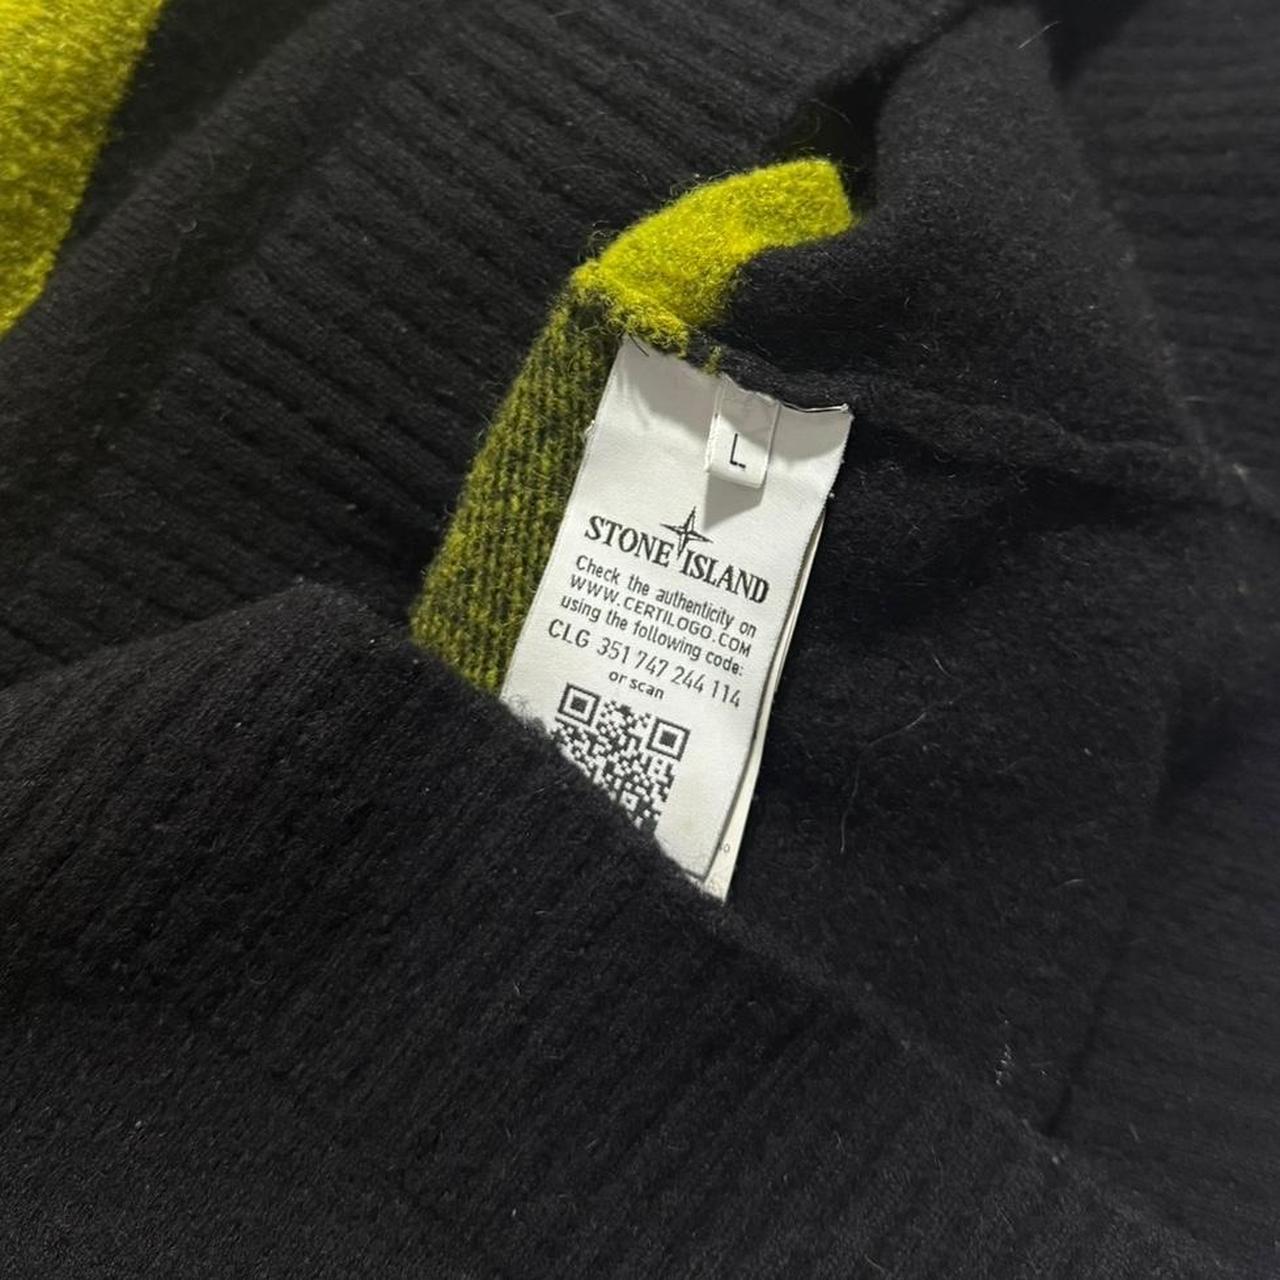 L
STONE ISLAND
Check the authenticity on
WWW.CERTILOGO.COM
using the following code:
CLG 351 747 244 114
or scan